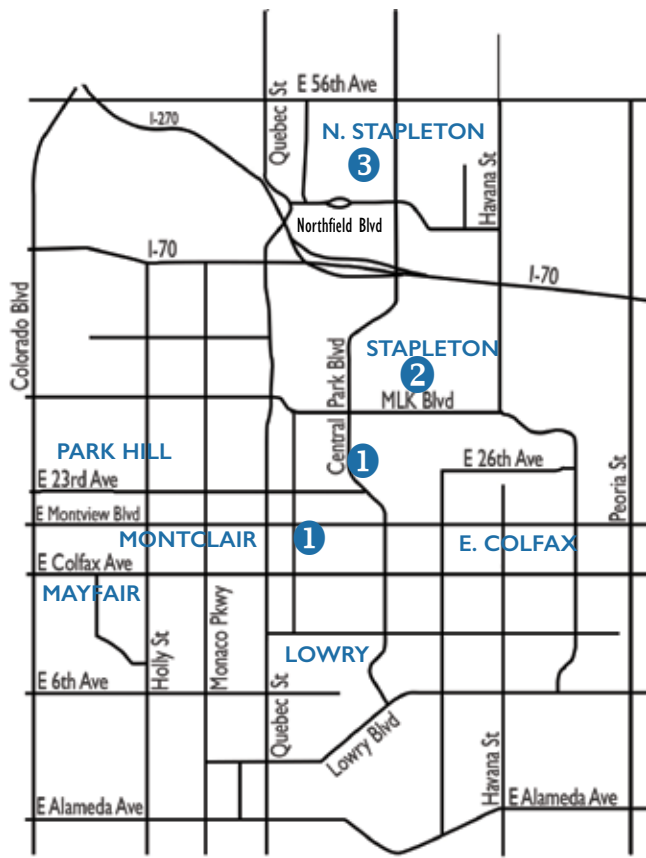 E 56th Ave
Quebec St
I-270
N. STAPLETON
3
Havana St
Northfield Blvd
I-70
I-70
Colorado Blvd
Central Park Blvd
STAPLETON
2
MLK Blvd
PARK HILL
1
E 26th Ave
E 23rd Ave
Peoria St
E Montview Blvd
MONTCLAIR
1
E. COLFAX
E Colfax Ave
MAYFAIR
Holly St
Monaco Pkwy
LOWRY
E 6th Ave
Quebec St
Lowry Blvd
Havana St
E Alameda Ave
E Alameda Ave